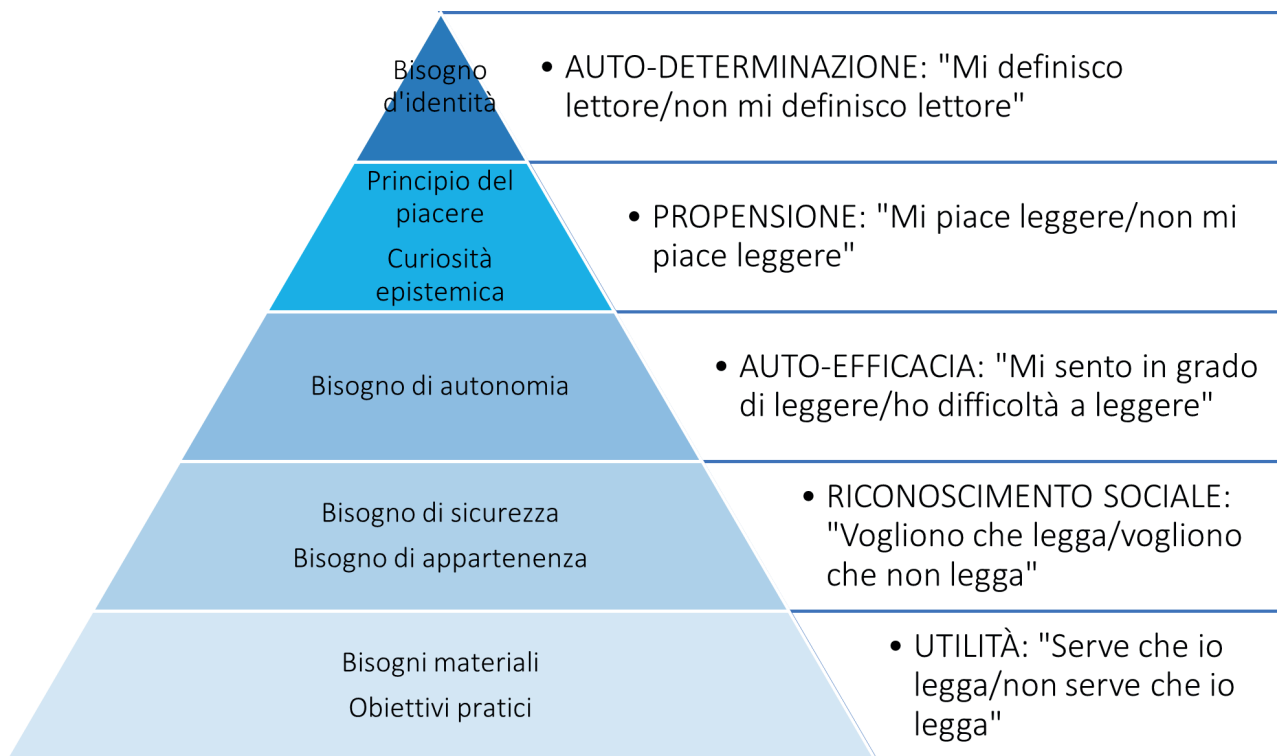 Bisogno
d'identità
• AUTO-DETERMINAZIONE: "Mi definisco
lettore/non mi definisco lettore"
Principio del
piacere
Curiosità
epistemica
• PROPENSIONE: "Mi piace leggere/non mi
piace leggere"
Bisogno di autonomia
• AUTO-EFFICACIA: "Mi sento in grado
di leggere/ho difficoltà a leggere"
Bisogno di sicurezza
Bisogno di appartenenza
• RICONOSCIMENTO SOCIALE:
"Vogliono che legga/vogliono
che non legga"
Bisogni materiali
Obiettivi pratici
• UTILITÀ: "Serve che io
legga/non serve che io
legga"